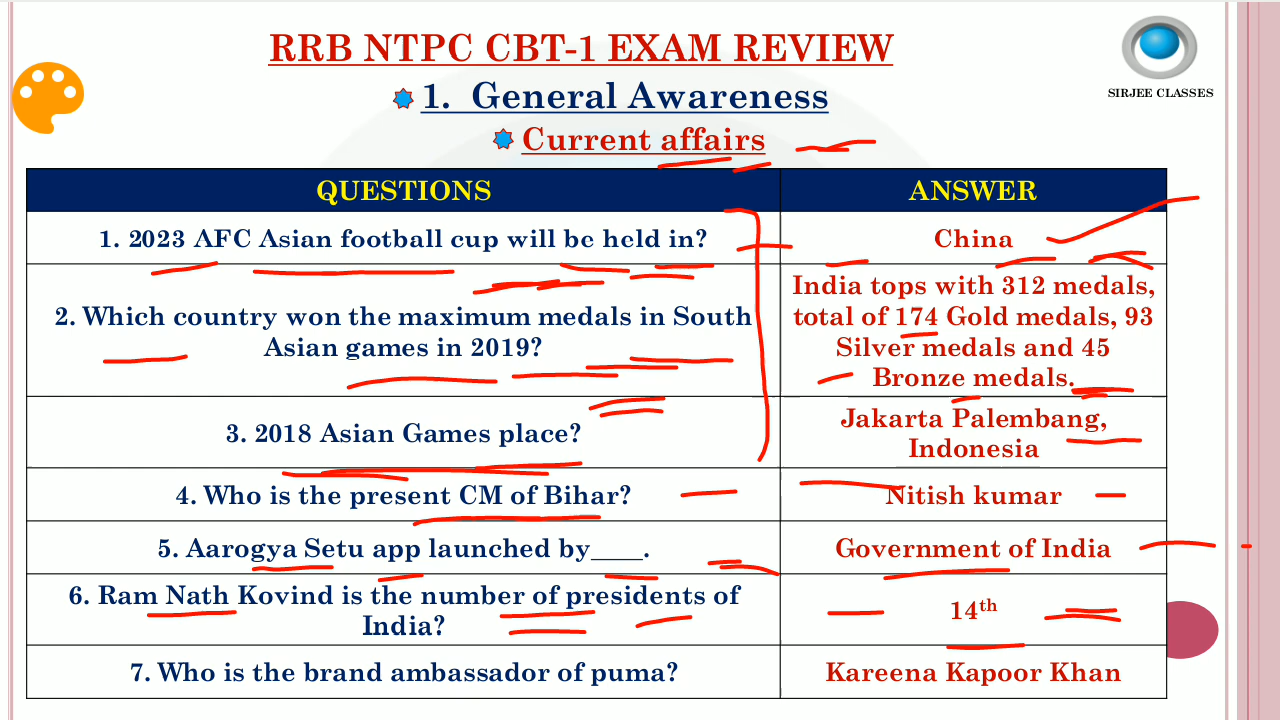 RRB NTPC CBT-1 EXAM REVIEW
1. General Awareness
SIRJEE CLASSES
Current affairs
QUESTIONS
ANSWER
1. 2023 AFC Asian football cup will be held in?
China
2. Which country won the maximum medals in South
Asian games in 2019?
India tops with 312 medals,
total of 174 Gold medals, 93
Silver medals and 45
Bronze medals.
3. 2018 Asian Games place?
Jakarta Palembang,
Indonesia
4. Who is the present CM of Bihar?
Nitish kumar
5. Aarogya Setu app launched by____.
Government of India
6. Ram Nath Kovind is the number of presidents of
India?
14th
7. Who is the brand ambassador of puma?
Kareena Kapoor Khan